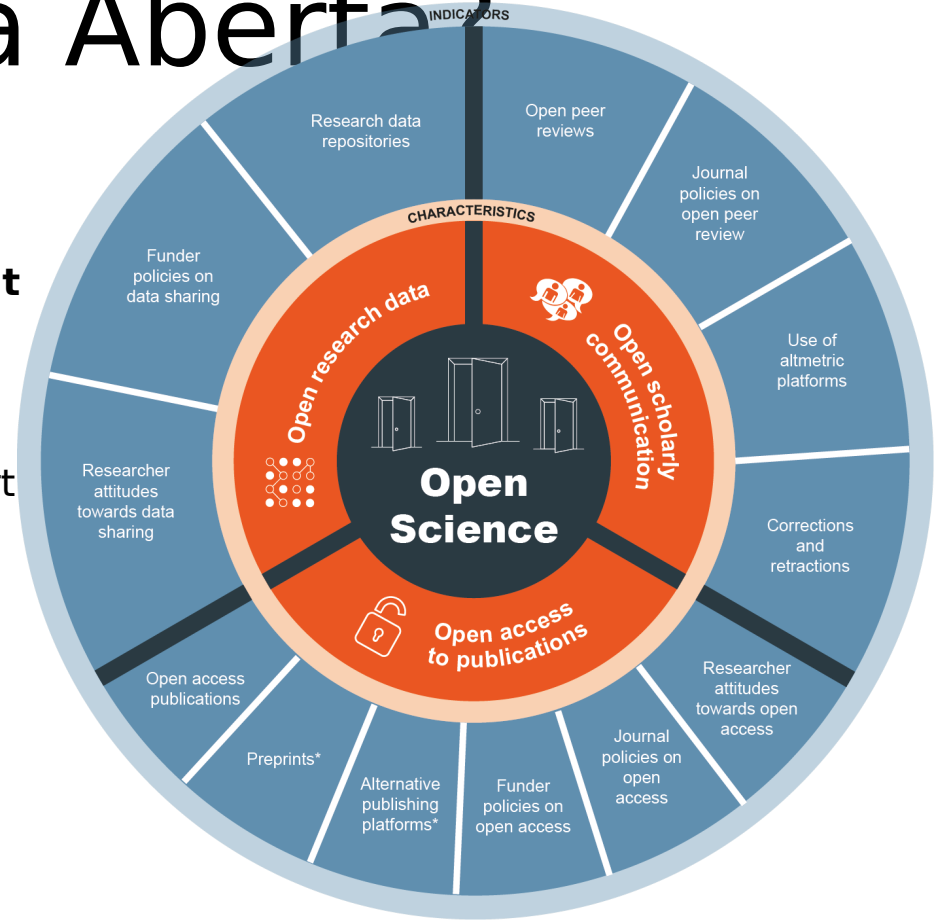 a Aberta ?
INDICATORS
Research data
repositories
Open peer
reviews
Journal
policies on
open peer
review
CHARACTERISTICS
Funder
policies on
data sharing
t
Open research data
Open scholarly
communication
Use of
altmetric
platforms
Researcher
attitudes
towards data
sharing
rt
Open
Science
Corrections
and
retractions
Open access
to publications
Open access
publications
Preprints*
Alternative
publishing
platforms*
Funder
policies on
open access
Journal
policies on
open
access
Researcher
attitudes
towards open
access